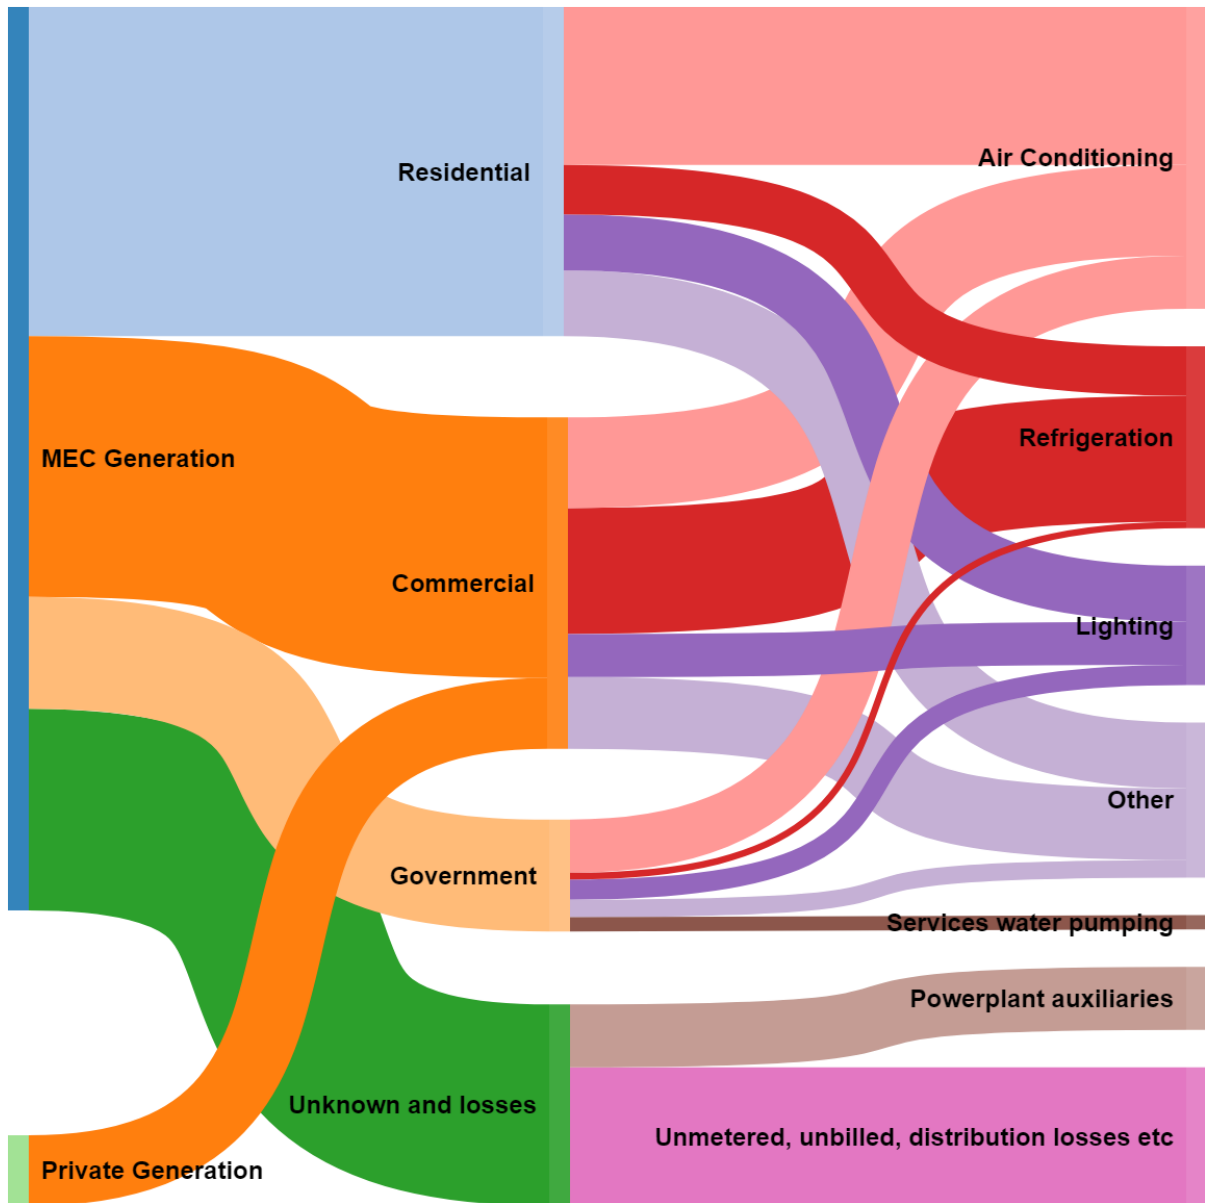 MEC Generation
Private Generation
Residential
Commercial
Government
Unknown and losses
Air Conditioning
Refrigeration
Lighting
Other
Services water pumping
Powerplant auxiliaries
Unmetered, unbilled, distribution losses etc